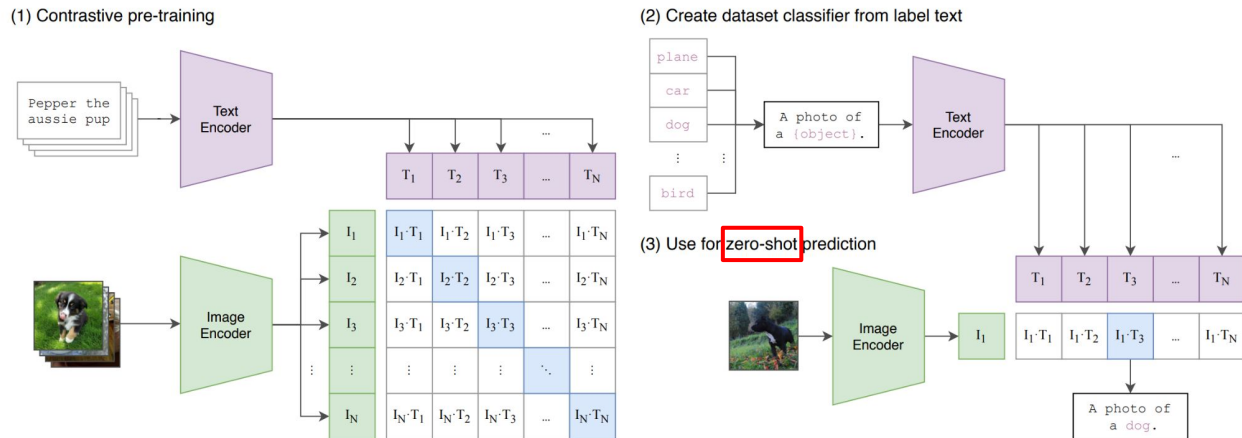 (1) Contrastive pre-training
Pepper the
aussie pup
Text
Encoder
...
T1 T2 T3 ... TN
I1 I1·T1 I1·T2 I1·T3 ... I1·TN
I2 I2·T1 I2·T2 I2·T3 ... I2·TN
I3 I3·T1 I3·T2 I3·T3 ... I3·TN
⋮ ⋮ ⋮ ⋮ ⋮ ⋱ ⋮
IN IN·T1 IN·T2 IN·T3 ... IN·TN
Image
Encoder
(2) Create dataset classifier from label text
plane
car
dog
⋮ ⋮
bird
A photo of
a {object}.
Text
Encoder
...
(3) Use for zero-shot prediction
T1 T2 T3 ... TN
Image
Encoder
I1 I1·T1 I1·T2 I1·T3 ... I1·TN
A photo of
a dog.